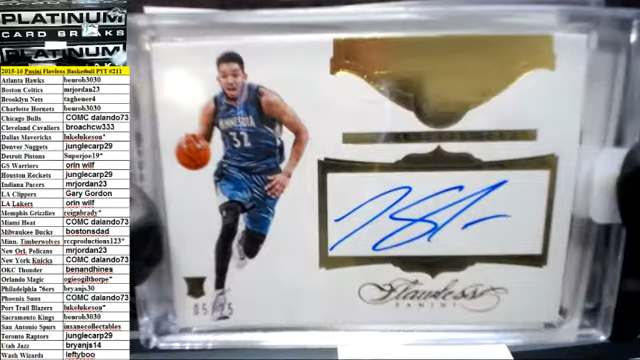 PLATINUM
CARD BREAKS
PLATINUM
2015-16 Panini Flawless Basketball PYT #211
Atlanta Hawks benrob3030
Boston Celtics mrjordan23
Brooklyn Nets taghener4
Charlotte Hornets benrob3030
Chicago Bulls COMC dalando73
Cleveland Cavaliers broachcw333
Dallas Mavericks lukelukeson*
Denver Nuggets junglecarp29
Detroit Pistons Superjoe19*
GS Warriors orin wilf
Houston Rockets junglecarp29
Indiana Pacers mrjordan23
LA Clippers Gary Gordon
LA Lakers orin wilf
Memphis Grizzlies reignbrady*
Miami Heat COMC dalando73
Milwaukee Bucks bostonsdad
Minn. Timberwolves rccproductions123*
New Orl. Pelicans mrjordan23
New York Knicks COMC dalando73
OKC Thunder benandhines
Orlando Magic ogieogilthorpe*
Philadelphia 76ers bryanjs30
Phoenix Suns COMC dalando73
Port Trail Blazers lukelukeson*
Sacramento Kings benrob3030
San Antonio Spurs insanecollectables
Toronto Raptors junglecarp29
Utah Jazz bryanjs14
Wash Wizards leftyboo
MINNESOTA
32
Flawless
PANINI